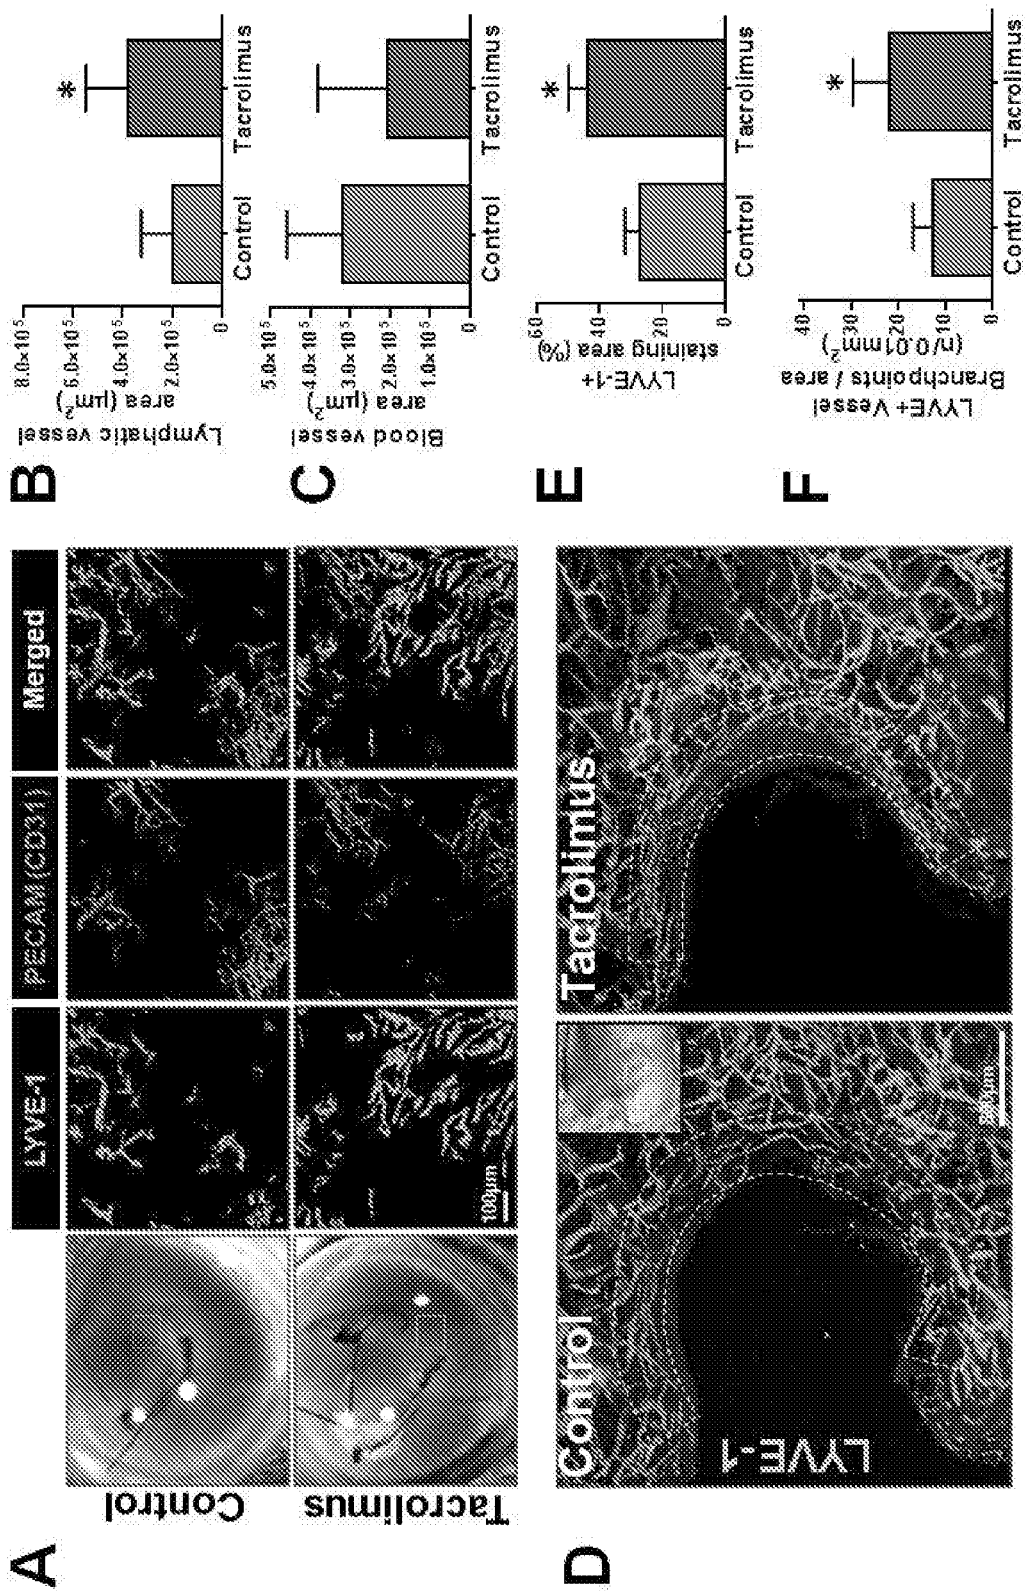 A
LYVE-1
PECAM (CD31)
Merged
Control
Tacrolimus
100μm
B
Lymphatic vessel
area (μm²)
8.0×10⁵
6.0×10⁵
4.0×10⁵
2.0×10⁵
0
*
Control
Tacrolimus
C
Blood vessel
area (μm²)
5.0×10⁵
4.0×10⁵
3.0×10⁵
2.0×10⁵
1.0×10⁵
0
Control
Tacrolimus
D
Control
Tacrolimus
LYVE-1
E
LYVE-1+
staining area (%)
60
40
20
0
*
Control
Tacrolimus
F
LYVE+ Vessel
Branchpoints / area
(n/0.01mm²)
40
30
20
10
0
*
Control
Tacrolimus